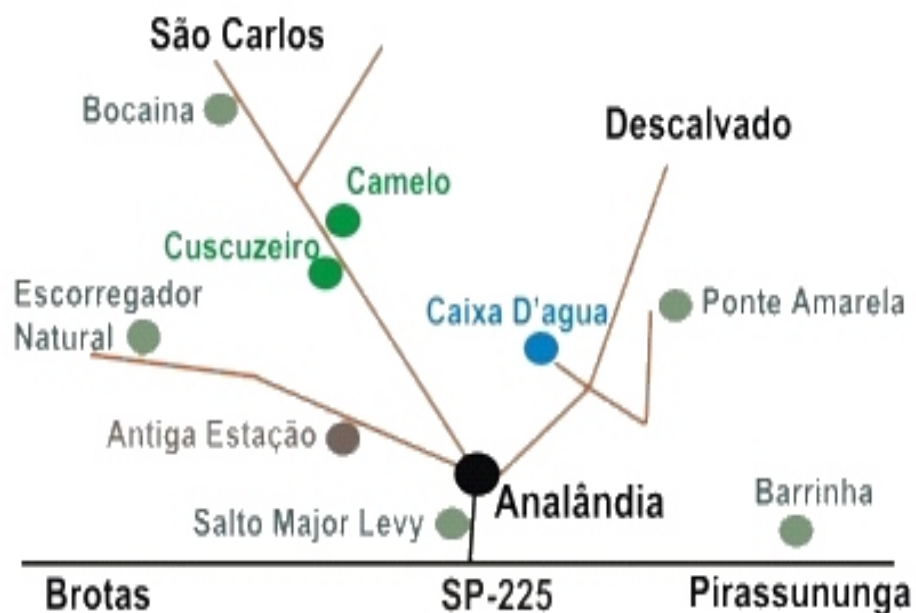 São Carlos
Bocaina
Descalvado
Camelo
Cuscuzeiro
Escorregador
Natural
Caixa D'agua
Ponte Amarela
Antiga Estação
Analândia
Barrinha
Salto Major Levy
Brotas
SP-225
Pirassununga